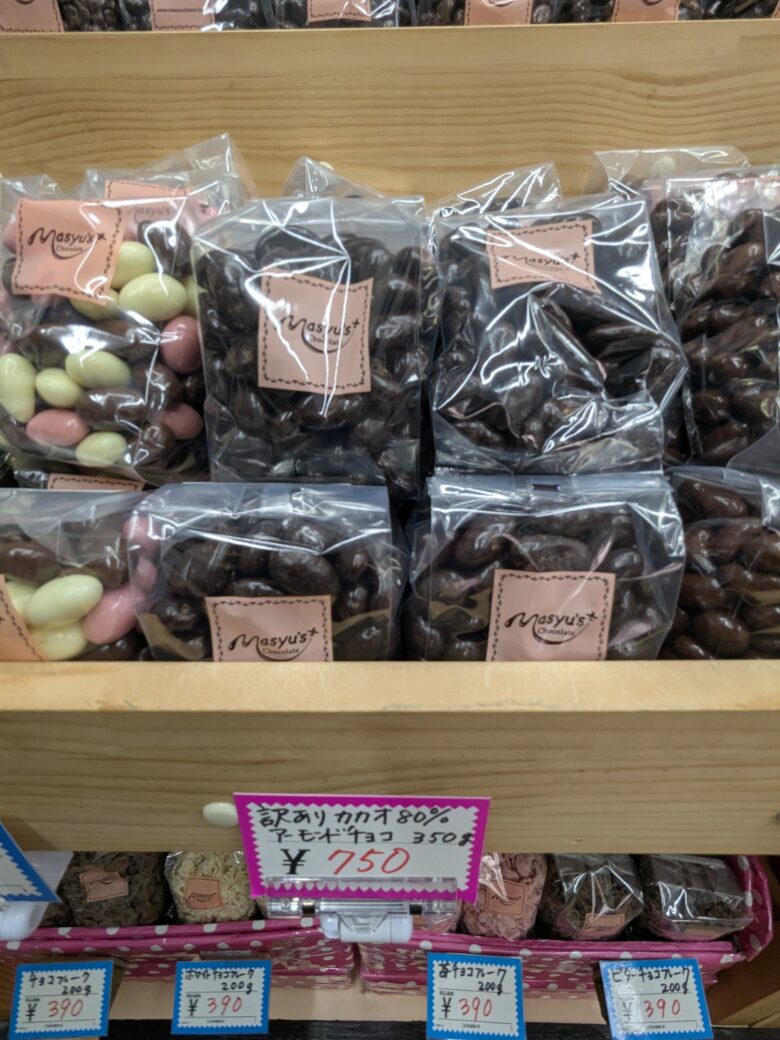 www.masyuhono.
Masyu's
Chocolate
Masyu's
Chocolate
Masyu's
Masyu's
Chocolate
Masyu's
Chocolate
訳あり カカオ80%
アーモンドチョコ 350g
¥ 750
チョコフレーク
200g
¥ 390
ホワイトチョコフレーク
200g
¥ 390
苺チョコフレーク
200g
¥ 390
ビターチョコフレーク
200g
¥ 390